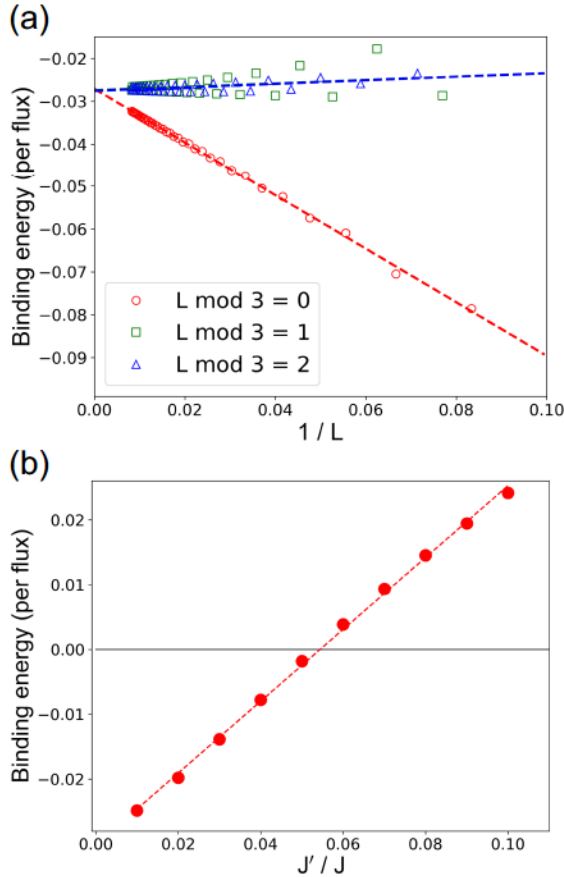 (a)
−0.02
−0.03
−0.04
−0.05
−0.06
−0.07
−0.08
−0.09
Binding energy (per flux)
L mod 3 = 0
L mod 3 = 1
L mod 3 = 2
0.00 0.02 0.04 0.06 0.08 0.10
1 / L
(b)
0.02
0.01
0.00
−0.01
−0.02
Binding energy (per flux)
0.00 0.02 0.04 0.06 0.08 0.10
J′ / J